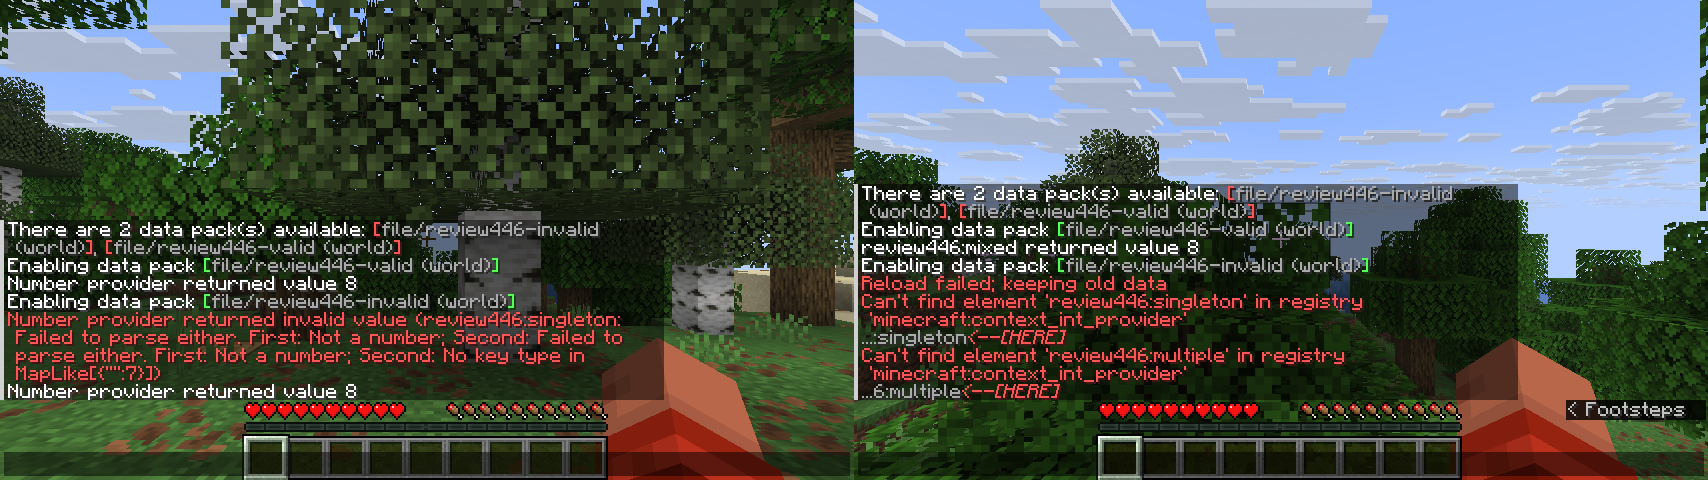 There are 2 data pack(s) available: [file/review446-invalid
(world)], [file/review446-valid (world)]
Enabling data pack [file/review446-valid (world)]
Number provider returned value 8
Enabling data pack [file/review446-invalid (world)]
Number provider returned invalid value (review446:singleton:
Failed to parse either. First: Not a number; Second: Failed to
parse either. First: Not a number; Second: No key type in
MapLike[{"":7}])
Number provider returned value 8
There are 2 data pack(s) available: [file/review446-invalid
(world)], [file/review446-valid (world)]
Enabling data pack [file/review446-valid (world)]
review446:mixed returned value 8
Enabling data pack [file/review446-invalid (world)]
Reload failed; keeping old data
Can't find element 'review446:singleton' in registry
'minecraft:context_int_provider'
...:singleton<--[HERE]
Can't find element 'review446:multiple' in registry
'minecraft:context_int_provider'
...6:multiple<--[HERE]
< Footsteps